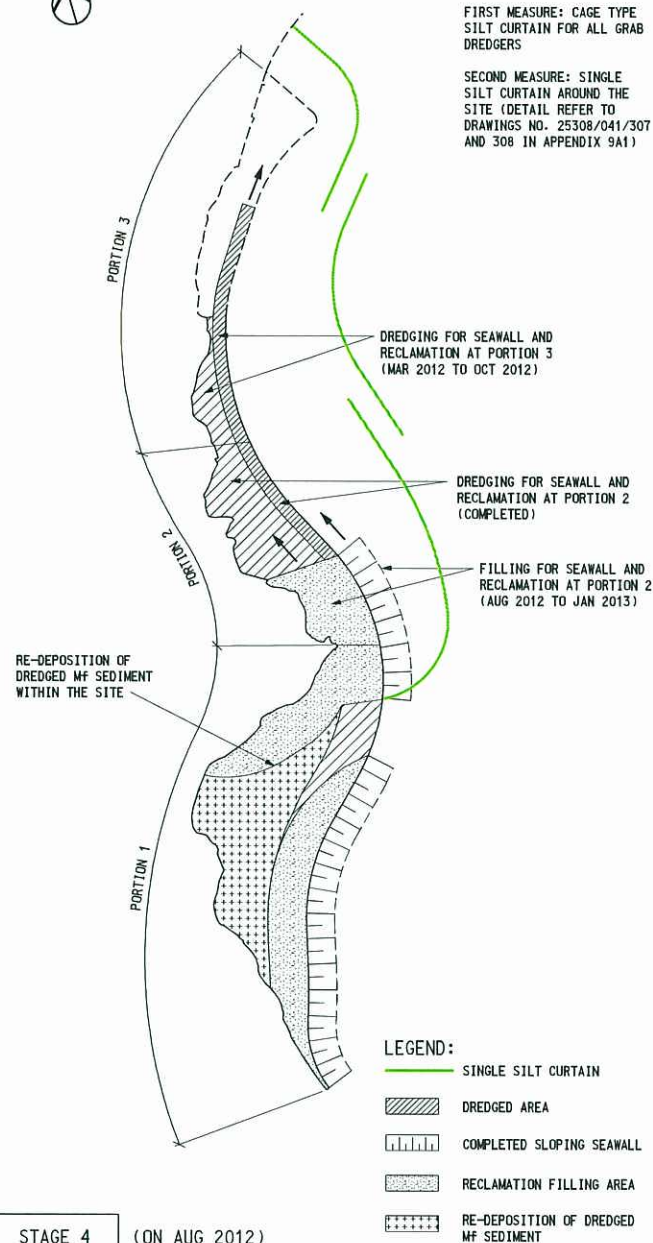 FIRST MEASURE: CAGE TYPE
SILT CURTAIN FOR ALL GRAB
DREDGERS
SECOND MEASURE: SINGLE
SILT CURTAIN AROUND THE
SITE (DETAIL REFER TO
DRAWINGS NO. 25308/041/307
AND 308 IN APPENDIX 9A1)
PORTION 3
DREDGING FOR SEAWALL AND
RECLAMATION AT PORTION 3
(MAR 2012 TO OCT 2012)
DREDGING FOR SEAWALL AND
RECLAMATION AT PORTION 2
(COMPLETED)
PORTION 2
FILLING FOR SEAWALL AND
RECLAMATION AT PORTION 2
(AUG 2012 TO JAN 2013)
RE-DEPOSITION OF
DREDGED Mf SEDIMENT
WITHIN THE SITE
PORTION 1
LEGEND:
SINGLE SILT CURTAIN
DREDGED AREA
COMPLETED SLOPING SEAWALL
RECLAMATION FILLING AREA
RE-DEPOSITION OF DREDGED
Mf SEDIMENT
STAGE 4 (ON AUG 2012)